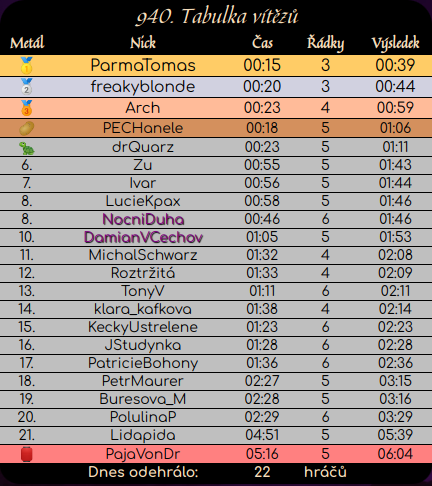 940. Tabulka vítězů
Metál Nick Čas Řádky Výsledek
ParmaTomas 00:15 3 00:39
freakyblonde 00:20 3 00:44
Arch 00:23 4 00:59
PECHanele 00:18 5 01:06
drQuarz 00:23 5 01:11
6. Zu 00:55 5 01:43
7. Ivar 00:56 5 01:44
8. LucieKpax 00:58 5 01:46
8. NocniDuha 00:46 6 01:46
10. DamianVCechov 01:05 5 01:53
11. MichalSchwarz 01:32 4 02:08
12. Roztržitá 01:33 4 02:09
13. TonyV 01:11 6 02:11
14. klara_kafkova 01:38 4 02:14
15. KeckyUstrelene 01:23 6 02:23
16. JStudynka 01:28 6 02:28
17. PatricieBohony 01:36 6 02:36
18. PetrMaurer 02:27 5 03:15
19. Buresova_M 02:28 5 03:16
20. PolulinaP 02:29 6 03:29
21. Lidapida 04:51 5 05:39
PajaVonDr 05:16 5 06:04
Dnes odehrálo: 22 hráčů